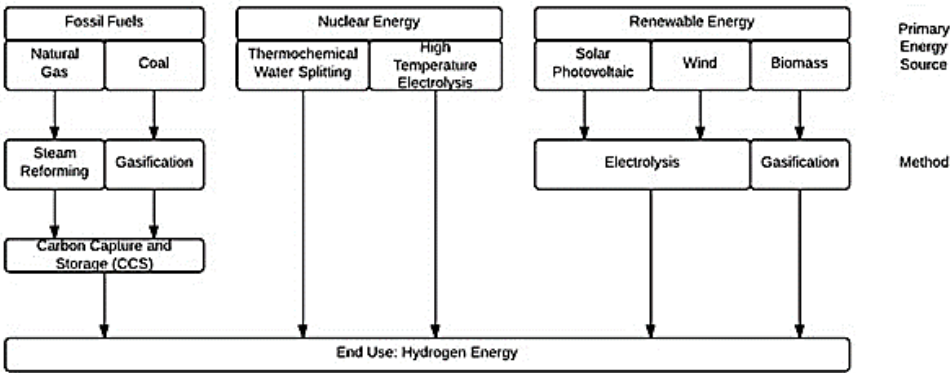 Fossil Fuels
Nuclear Energy
Renewable Energy
Primary
Energy
Source
Natural
Gas
Coal
Thermochemical
Water Splitting
High
Temperature
Electrolysis
Solar
Photovoltaic
Wind
Biomass
Steam
Reforming
Gasification
Electrolysis
Gasification
Method
Carbon Capture and
Storage (CCS)
End Use: Hydrogen Energy